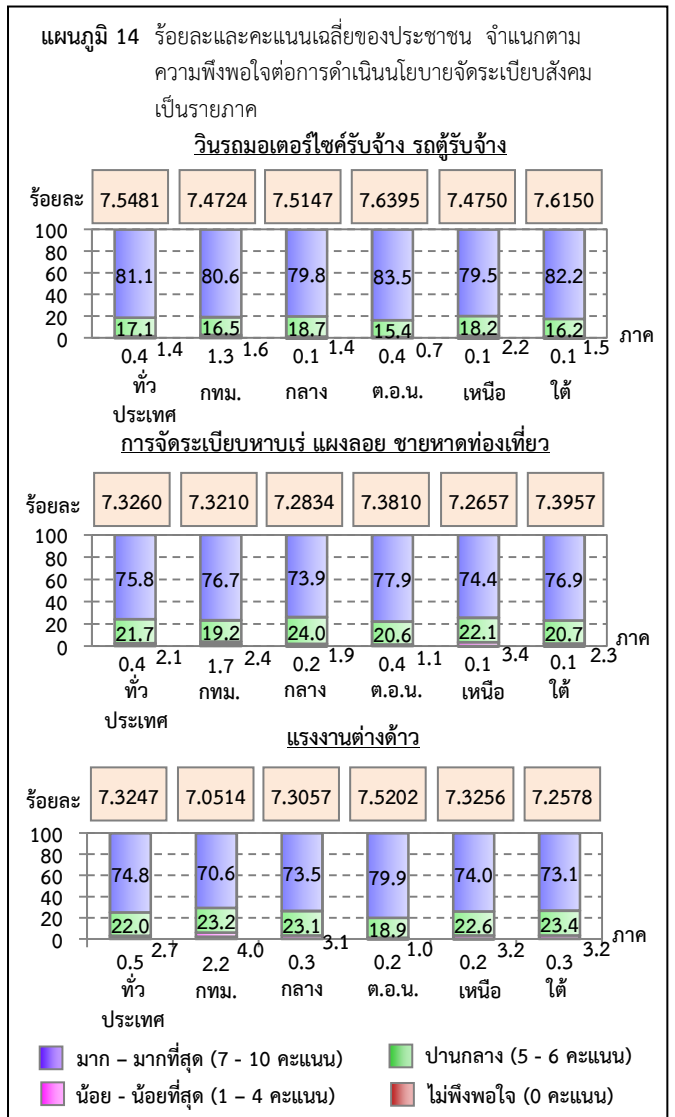 แผนภูมิ 14 ร้อยละและคะแนนเฉลี่ยของประชาชน จำแนกตาม
ความพึงพอใจต่อการดำเนินนโยบายจัดระเบียบสังคม
เป็นรายภาค
วินรถมอเตอร์ไซค์รับจ้าง รถตู้รับจ้าง
ร้อยละ 7.5481 7.4724 7.5147 7.6395 7.4750 7.6150
100
80
60 81.1 80.6 79.8 83.5 79.5 82.2
40
20 17.1 16.5 18.7 15.4 18.2 16.2
0 ภาค
0.4 1.4 1.3 1.6 0.1 1.4 0.4 0.7 0.1 2.2 0.1 1.5
ทั่ว กทม. กลาง ต.อ.น. เหนือ ใต้
ประเทศ
การจัดระเบียบหาบเร่ แผงลอย ชายหาดท่องเที่ยว
ร้อยละ 7.3260 7.3210 7.2834 7.3810 7.2657 7.3957
100
80
60 75.8 76.7 73.9 77.9 74.4 76.9
40
20 21.7 19.2 24.0 20.6 22.1 20.7
0 ภาค
0.4 2.1 1.7 2.4 0.2 1.9 0.4 1.1 0.1 3.4 0.1 2.3
ทั่ว กทม. กลาง ต.อ.น. เหนือ ใต้
ประเทศ
แรงงานต่างด้าว
ร้อยละ 7.3247 7.0514 7.3057 7.5202 7.3256 7.2578
100
80
60 74.8 70.6 73.5 79.9 74.0 73.1
40
20 22.0 23.2 23.1 18.9 22.6 23.4
0 ภาค
0.5 2.7 2.2 4.0 0.3 3.1 0.2 1.0 0.2 3.2 0.3 3.2
ทั่ว กทม. กลาง ต.อ.น. เหนือ ใต้
ประเทศ
มาก – มากที่สุด (7 - 10 คะแนน) ปานกลาง (5 - 6 คะแนน)
น้อย - น้อยที่สุด (1 – 4 คะแนน) ไม่พึงพอใจ (0 คะแนน)